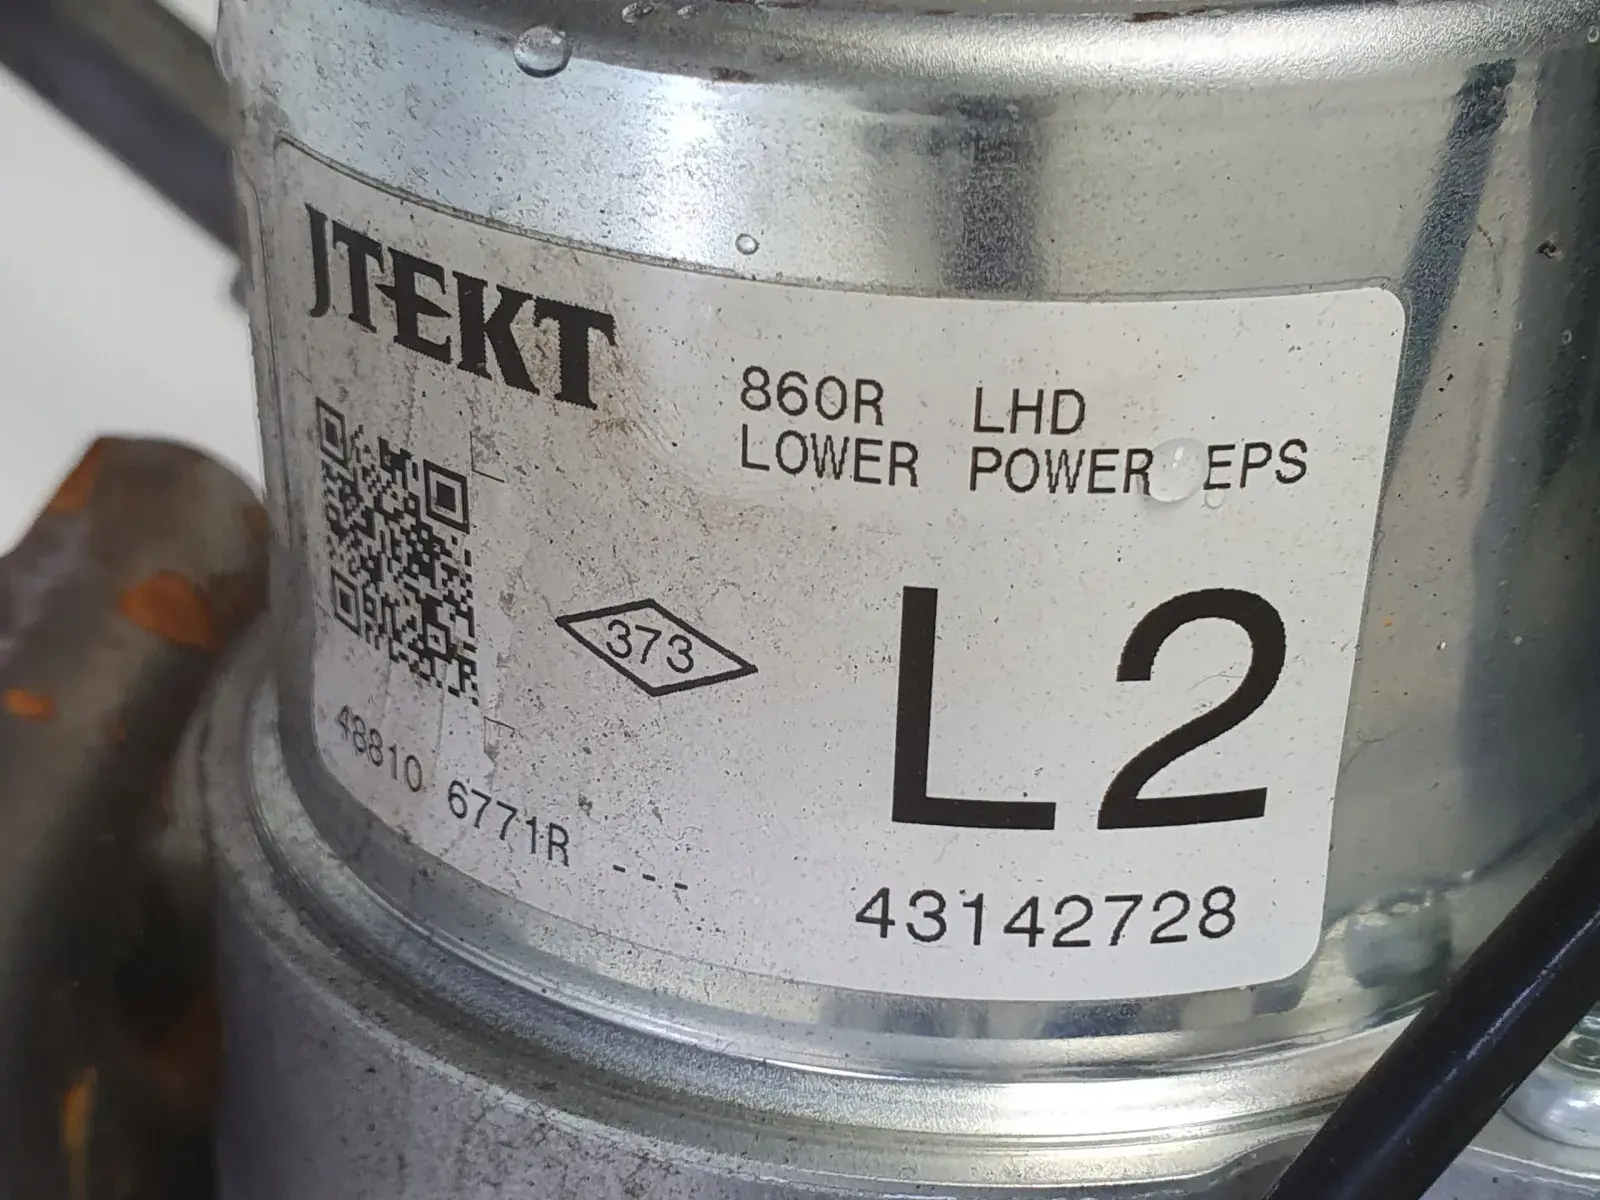 JTEKT
860R LHD
LOWER POWER EPS
373
L2
48810 6771R ---
43142728